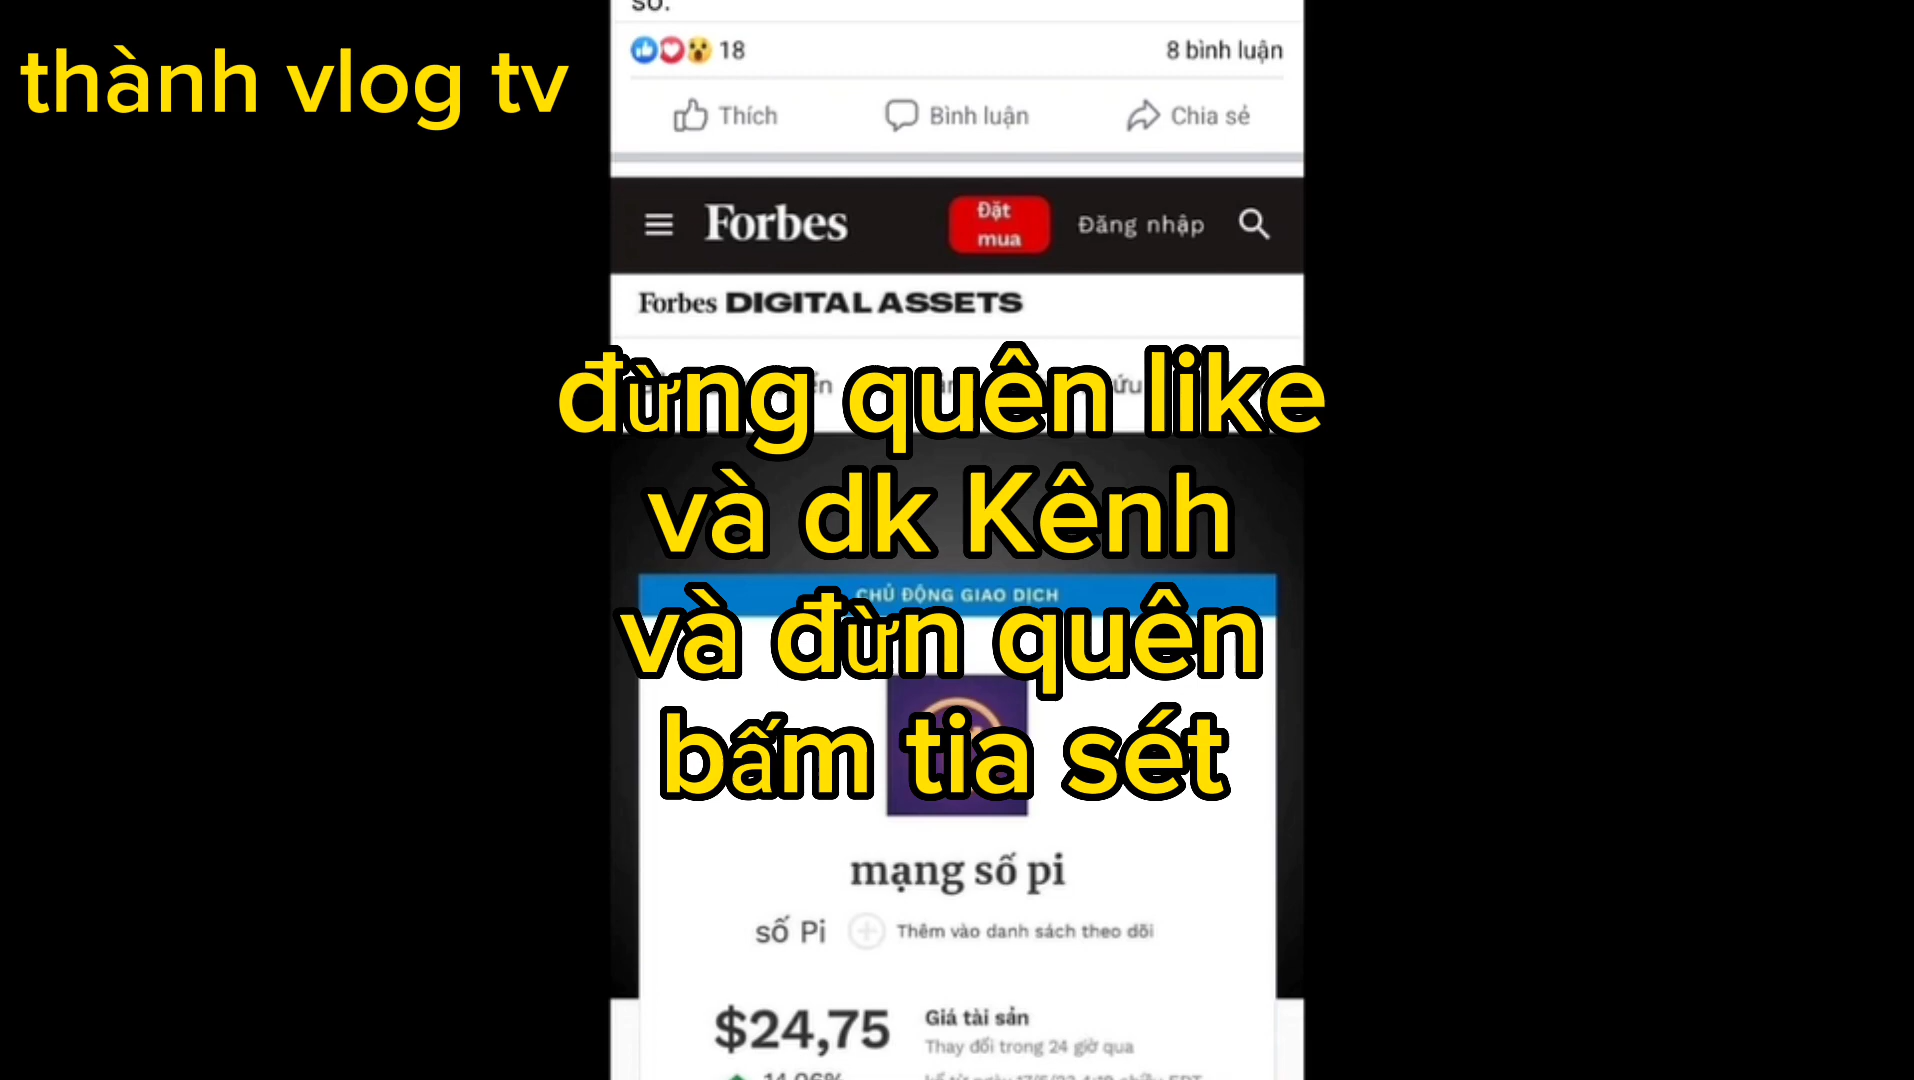 thành vlog tv
số.
18
8 bình luận
Thích
Bình luận
Chia sẻ
Forbes
Đặt
mua
Đăng nhập
Forbes DIGITAL ASSETS
đừng quên like
và dk Kênh
CHỦ ĐỘNG GIAO DỊCH
và đừn quên
bấm tia sét
mạng số pi
số Pi
Thêm vào danh sách theo dõi
$24,75
Giá tài sản
Thay đổi trong 24 giờ qua
14,06%